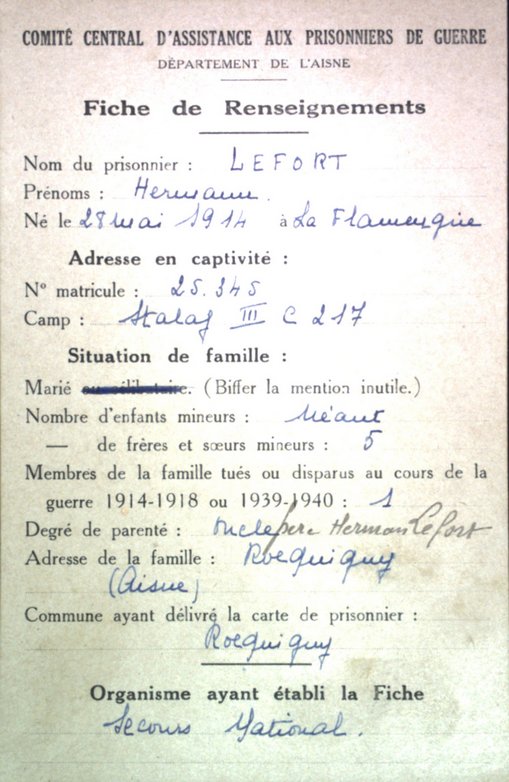 COMITÉ CENTRAL D'ASSISTANCE AUX PRISONNIERS DE GUERRE
DÉPARTEMENT DE L'AISNE
Fiche de Renseignements
Nom du prisonnier : LEFORT
Prénoms : Hermann.
Né le 28 mai 1914 à La Flamengrie
Adresse en captivité :
N° matricule : 25.345
Camp : Stalag III C 217
Situation de famille :
Marié ou célibataire. (Biffer la mention inutile.)
Nombre d'enfants mineurs : Néant
— de frères et sœurs mineurs : 5
Membres de la famille tués ou disparus au cours de la
guerre 1914-1918 ou 1939-1940 : 1
Degré de parenté : Oncle père Herman Lefort
Adresse de la famille : Rocquigny
(Aisne)
Commune ayant délivré la carte de prisonnier :
Rocquigny
Organisme ayant établi la Fiche
Secours National.